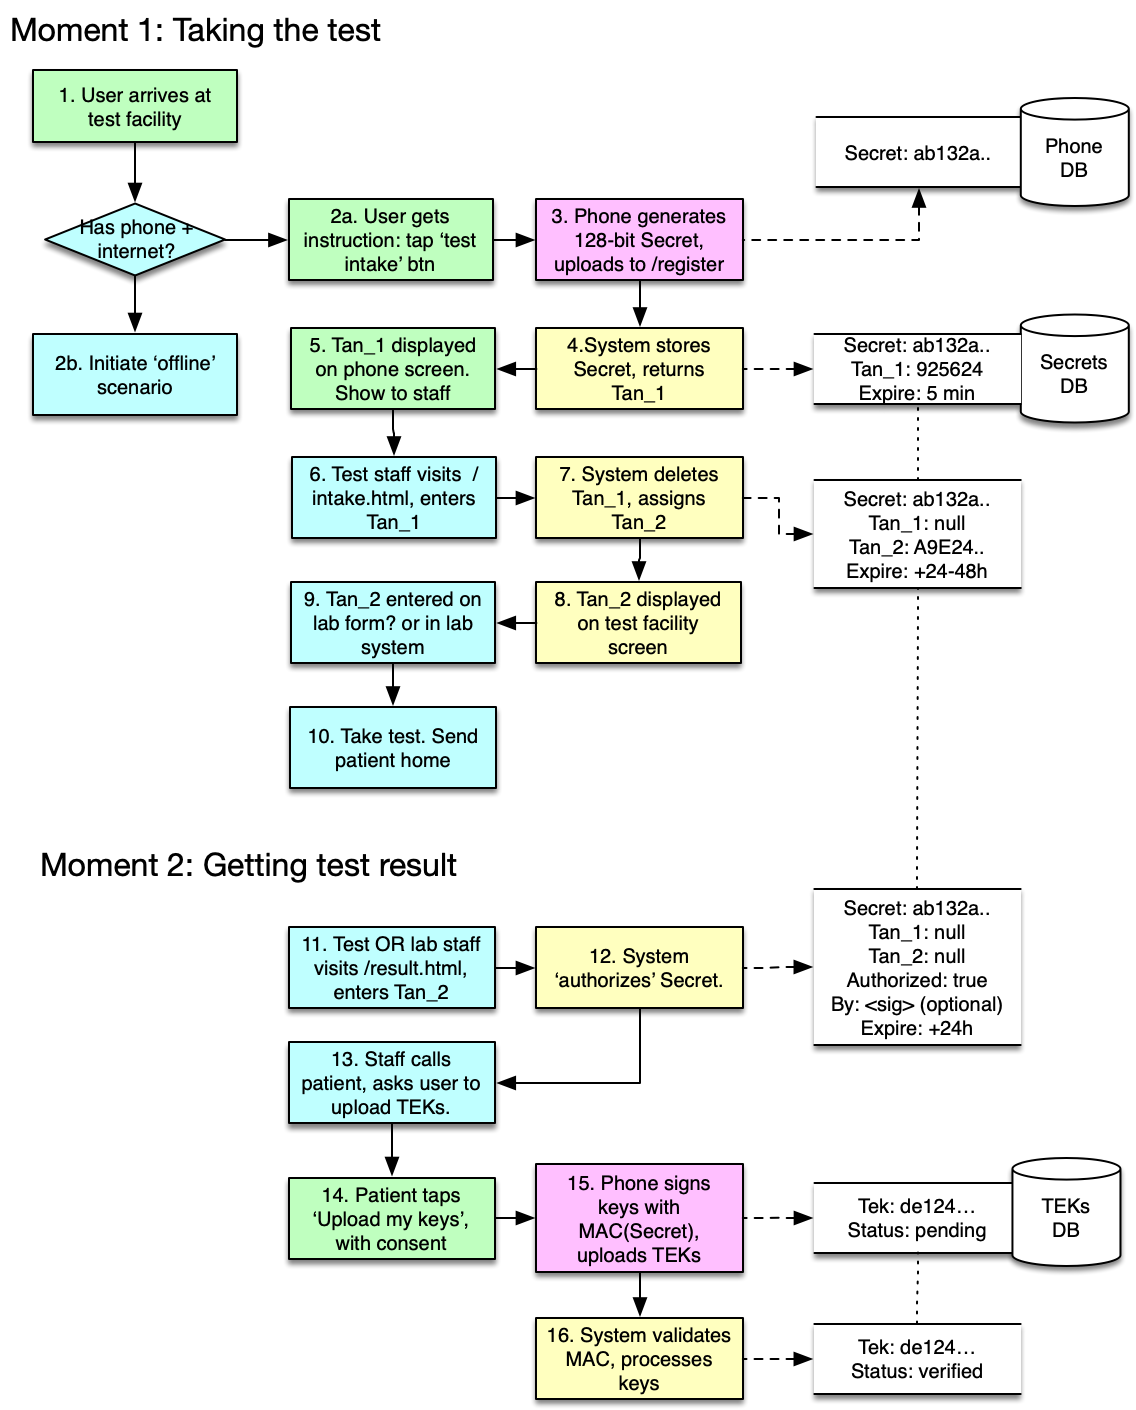 Moment 1: Taking the test
1. User arrives at
test facility
Has phone +
internet?
2a. User gets
instruction: tap ‘test
intake’ btn
3. Phone generates
128-bit Secret,
uploads to /register
Secret: ab132a..
Phone
DB
2b. Initiate ‘offline’
scenario
5. Tan_1 displayed
on phone screen.
Show to staff
4.System stores
Secret, returns
Tan_1
Secret: ab132a..
Tan_1: 925624
Expire: 5 min
Secrets
DB
6. Test staff visits /
intake.html, enters
Tan_1
7. System deletes
Tan_1, assigns
Tan_2
Secret: ab132a..
Tan_1: null
Tan_2: A9E24..
Expire: +24-48h
9. Tan_2 entered on
lab form? or in lab
system
8. Tan_2 displayed
on test facility
screen
10. Take test. Send
patient home
Moment 2: Getting test result
11. Test OR lab staff
visits /result.html,
enters Tan_2
12. System
‘authorizes’ Secret.
Secret: ab132a..
Tan_1: null
Tan_2: null
Authorized: true
By: <sig> (optional)
Expire: +24h
13. Staff calls
patient, asks user to
upload TEKs.
14. Patient taps
‘Upload my keys’,
with consent
15. Phone signs
keys with
MAC(Secret),
uploads TEKs
Tek: de124…
Status: pending
TEKs
DB
16. System validates
MAC, processes
keys
Tek: de124…
Status: verified